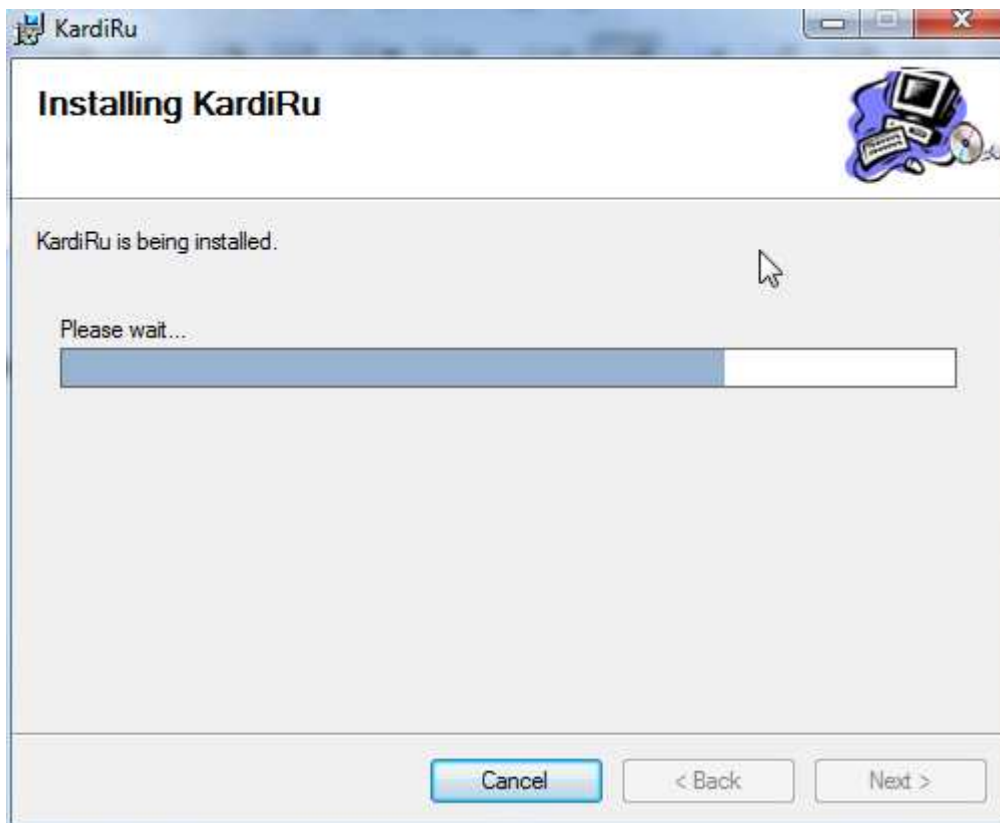 KardiRu
Installing KardiRu
KardiRu is being installed.
Please wait...
Cancel
< Back
Next >